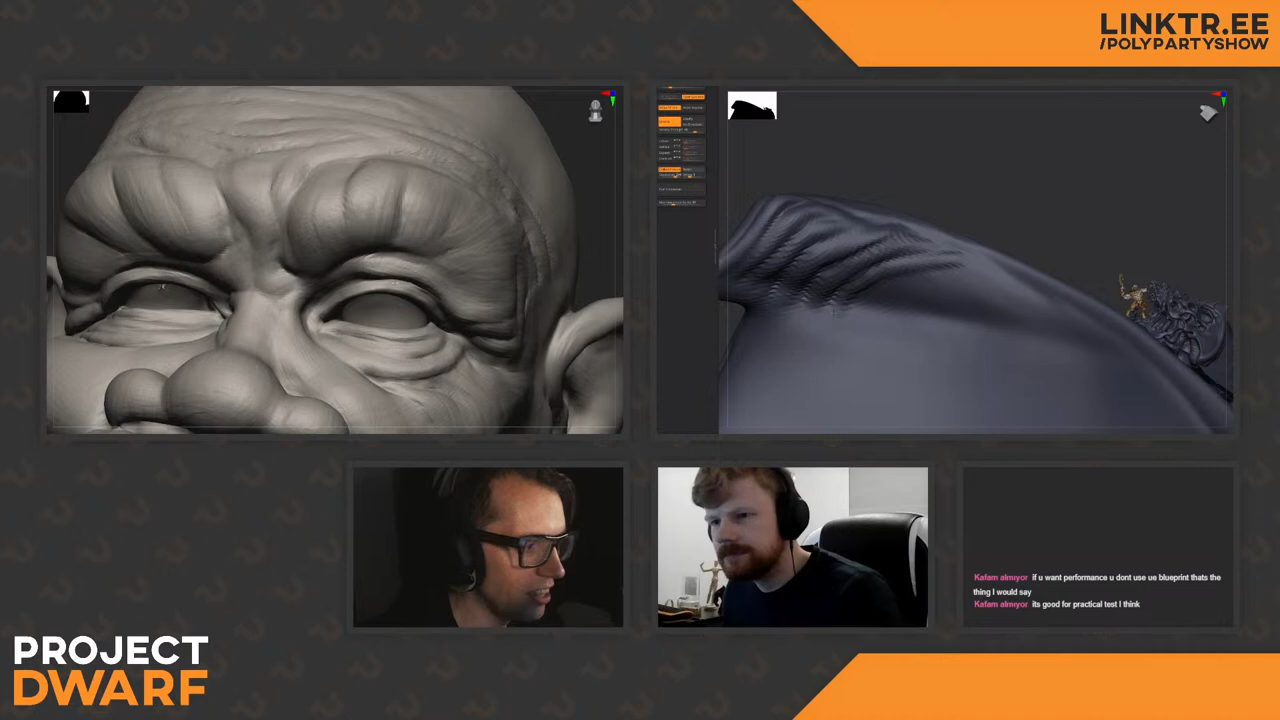 LINKTR.EE
/POLYPARTYSHOW
Kafam almıyor if u want performance u dont use ue blueprint thats the
thing I would say
Kafam almıyor its good for practical test I think
PROJECT
DWARF